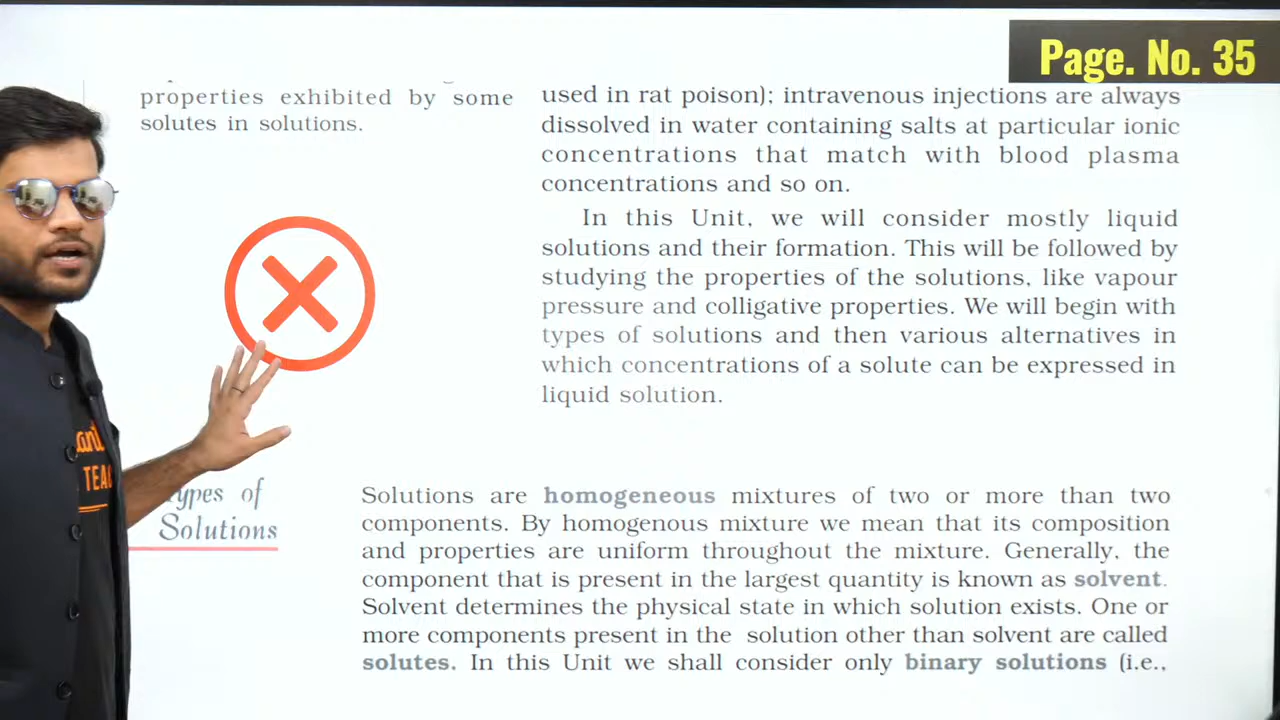 Page. No. 35
properties exhibited by some
solutes in solutions.
used in rat poison); intravenous injections are always
dissolved in water containing salts at particular ionic
concentrations that match with blood plasma
concentrations and so on.
In this Unit, we will consider mostly liquid
solutions and their formation. This will be followed by
studying the properties of the solutions, like vapour
pressure and colligative properties. We will begin with
types of solutions and then various alternatives in
which concentrations of a solute can be expressed in
liquid solution.
Types of
Solutions
Solutions are homogeneous mixtures of two or more than two
components. By homogenous mixture we mean that its composition
and properties are uniform throughout the mixture. Generally, the
component that is present in the largest quantity is known as solvent.
Solvent determines the physical state in which solution exists. One or
more components present in the solution other than solvent are called
solutes. In this Unit we shall consider only binary solutions (i.e.,